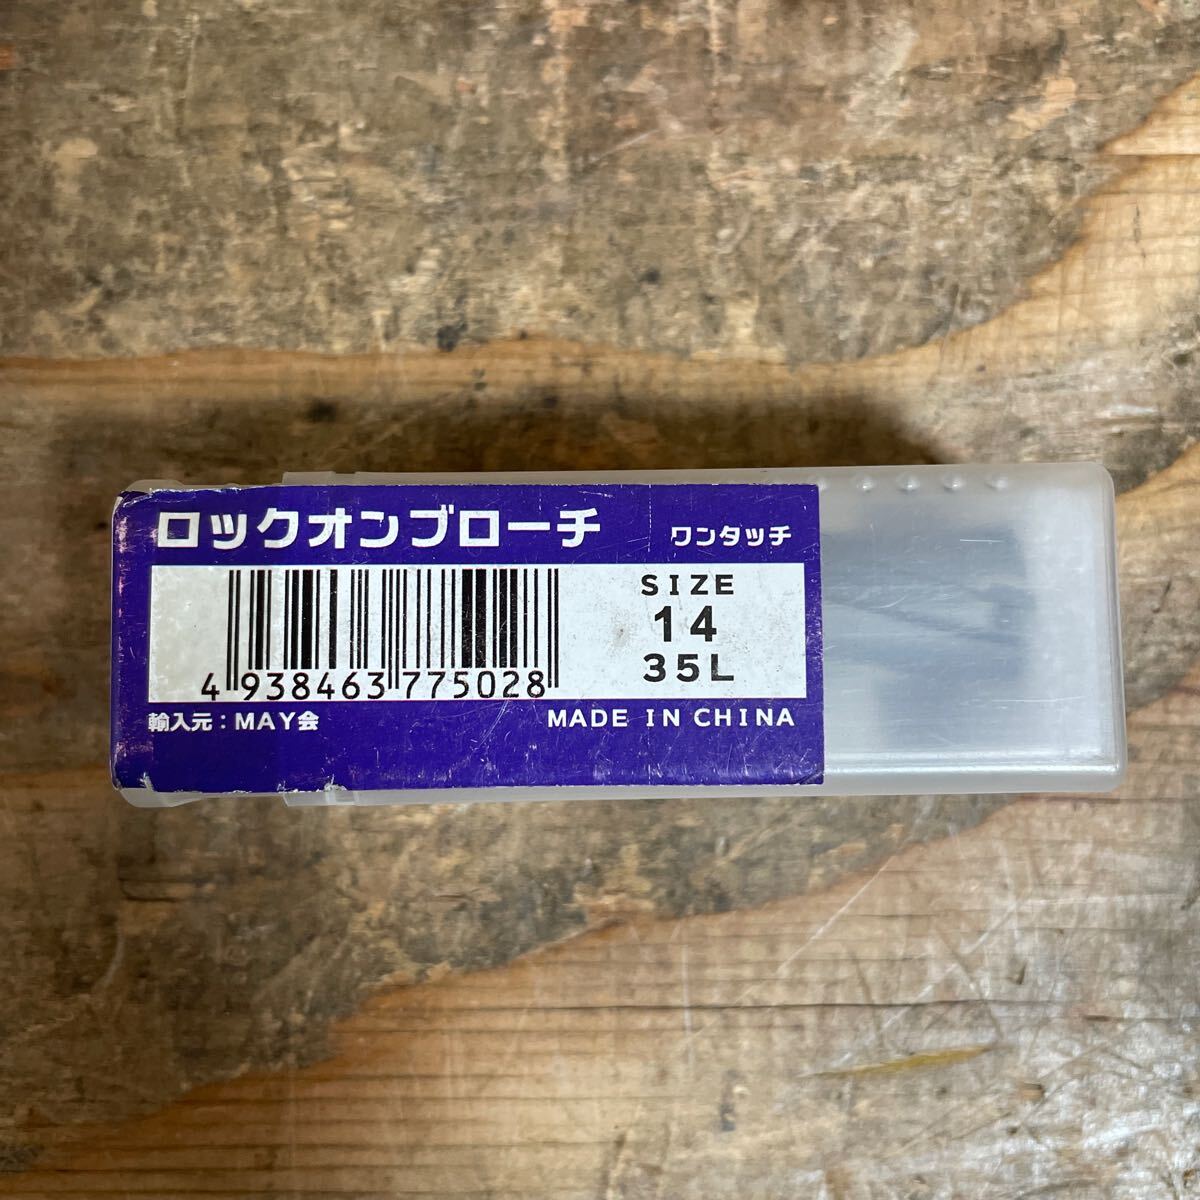 ロックオンブローチ ワンタッチ
SIZE
14
35L
4 938463 775028
輸入元：MAY会 MADE IN CHINA